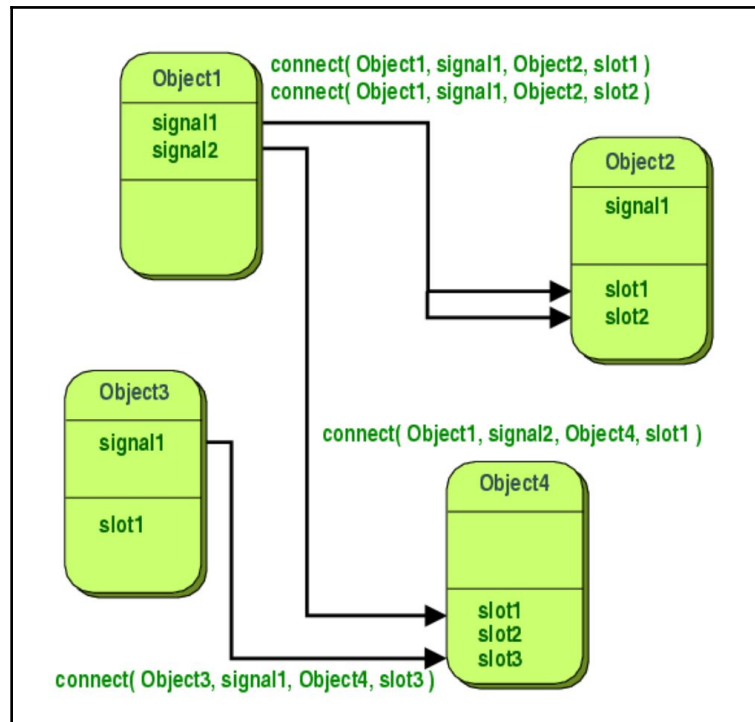 Object1
signal1
signal2
connect( Object1, signal1, Object2, slot1 )
connect( Object1, signal1, Object2, slot2 )
Object2
signal1
slot1
slot2
Object3
signal1
slot1
connect( Object1, signal2, Object4, slot1 )
Object4
slot1
slot2
slot3
connect( Object3, signal1, Object4, slot3 )